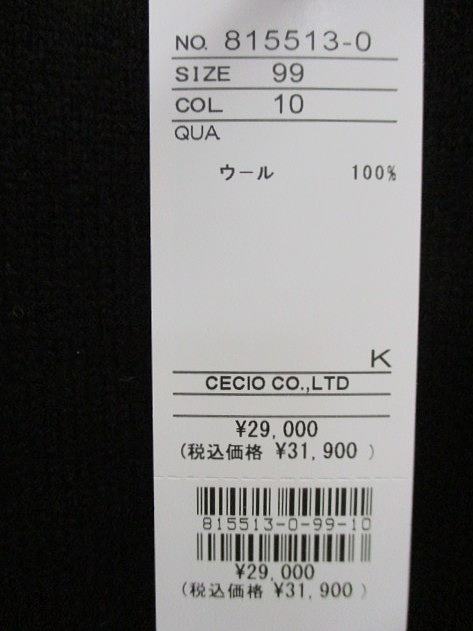 NO. 815513-0
SIZE 99
COL 10
QUA
ウール 100%
K
CECIO CO.,LTD
¥29,000
(税込価格 ¥31,900 )
815513-0-99-10
¥29,000
(税込価格 ¥31,900 )